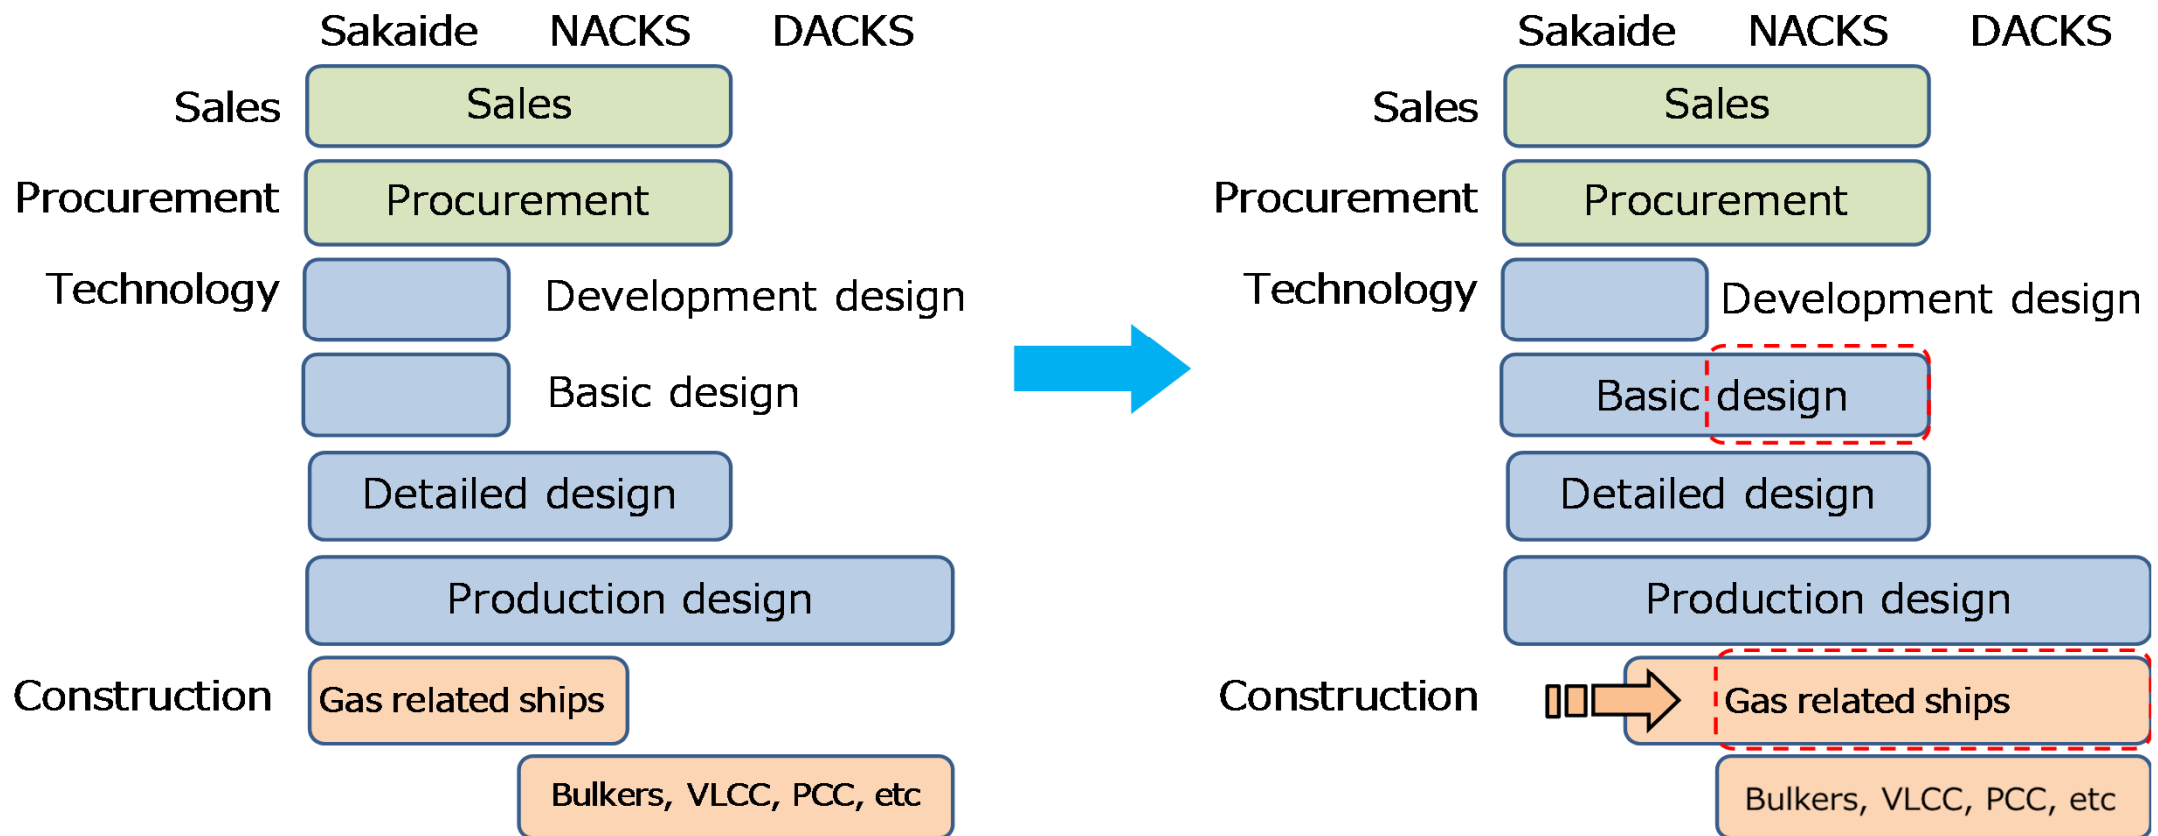 Sakaide NACKS DACKS
Sales Sales
Procurement Procurement
Technology Development design
Basic design
Detailed design
Production design
Construction Gas related ships
Bulkers, VLCC, PCC, etc
Sakaide NACKS DACKS
Sales Sales
Procurement Procurement
Technology Development design
Basic design
Detailed design
Production design
Construction Gas related ships
Bulkers, VLCC, PCC, etc